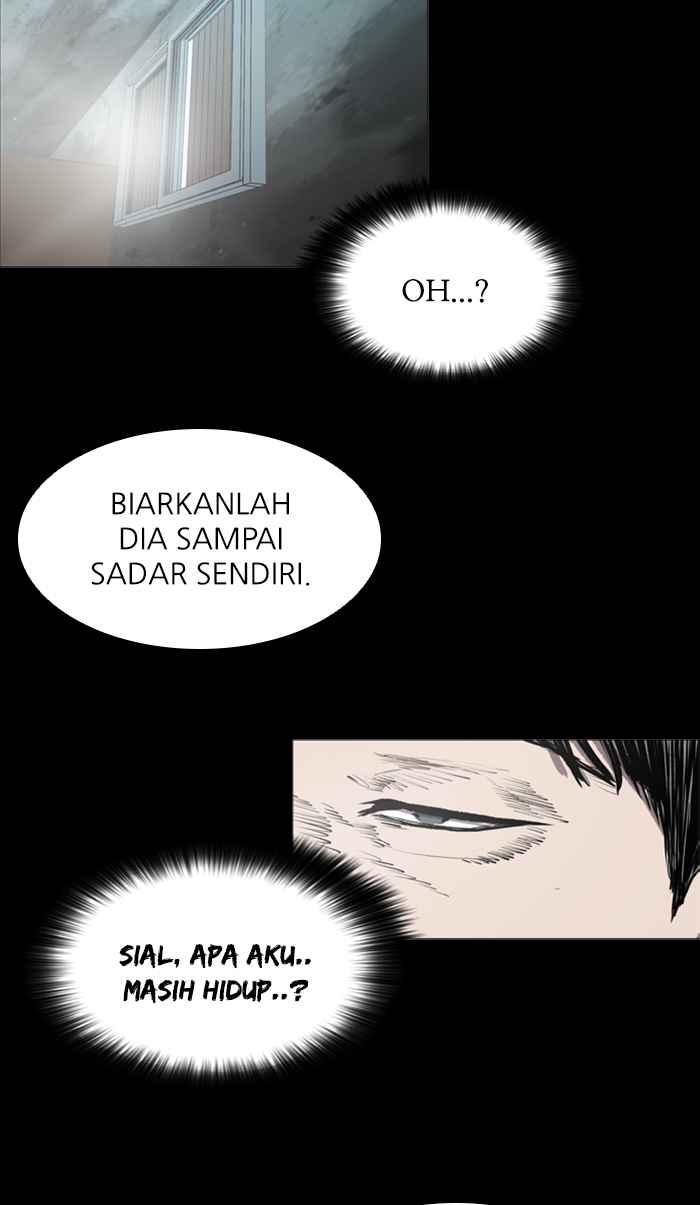 OH...?
BIARKANLAH
DIA SAMPAI
SADAR SENDIRI.
SIAL, APA AKU..
MASIH HIDUP..?